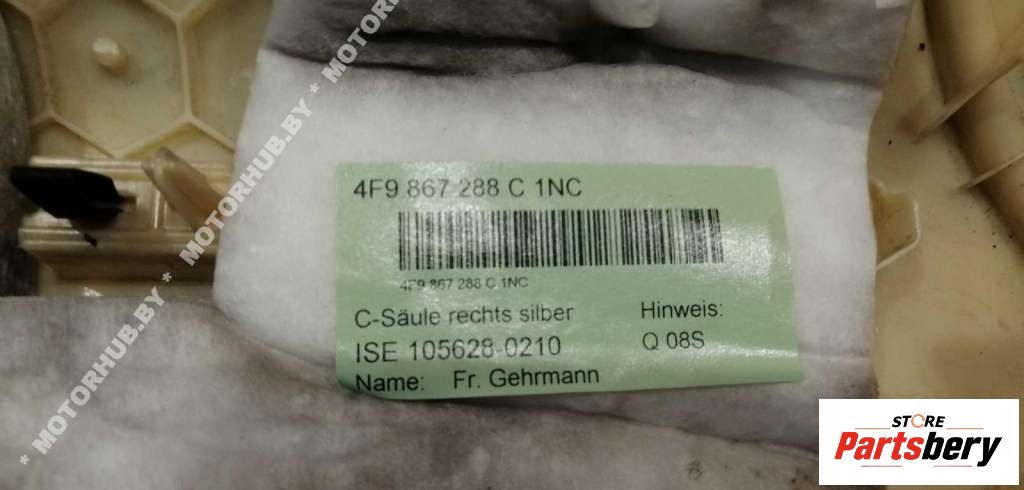 4F9 867 288 C 1NC
4F9 867 288 C 1NC
C-Säule rechts silber
Hinweis:
ISE 105628-0210
Q 08S
Name: Fr. Gehrmann
MOTORHUB.BY * MOTORHUB.BY * MOTORHUB.BY * MOTOR
STORE
Partsbery